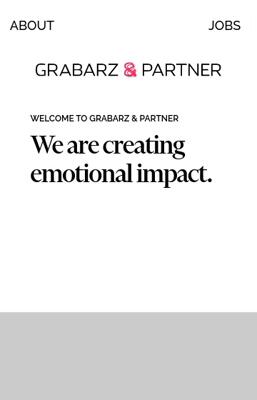 ABOUT JOBS
GRABARZ & PARTNER
WELCOME TO GRABARZ & PARTNER
We are creating
emotional impact.